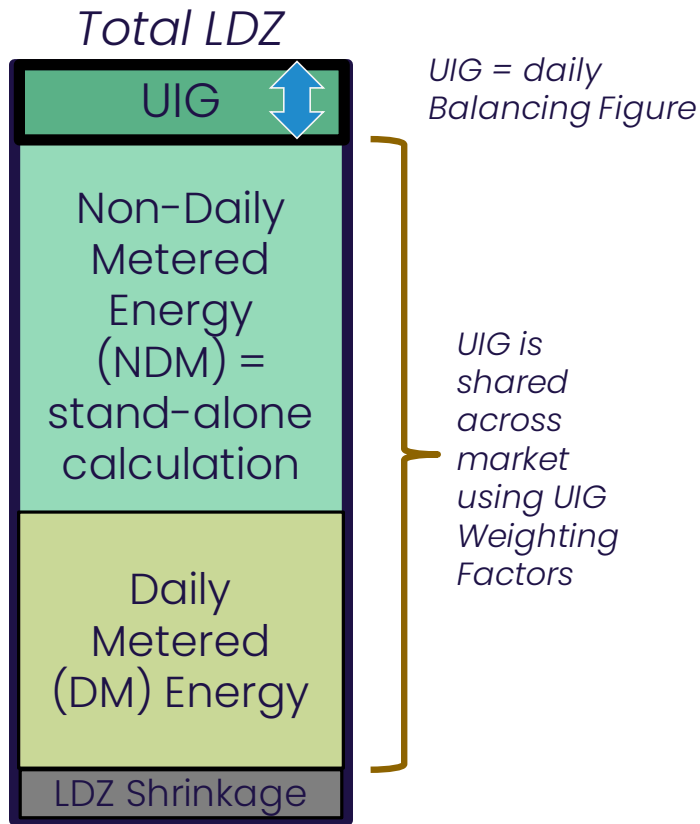 Total LDZ
UIG
UIG = daily
Balancing Figure
Non-Daily
Metered
Energy
(NDM) =
stand-alone
calculation
UIG is
shared
across
market
using UIG
Weighting
Factors
Daily
Metered
(DM) Energy
LDZ Shrinkage